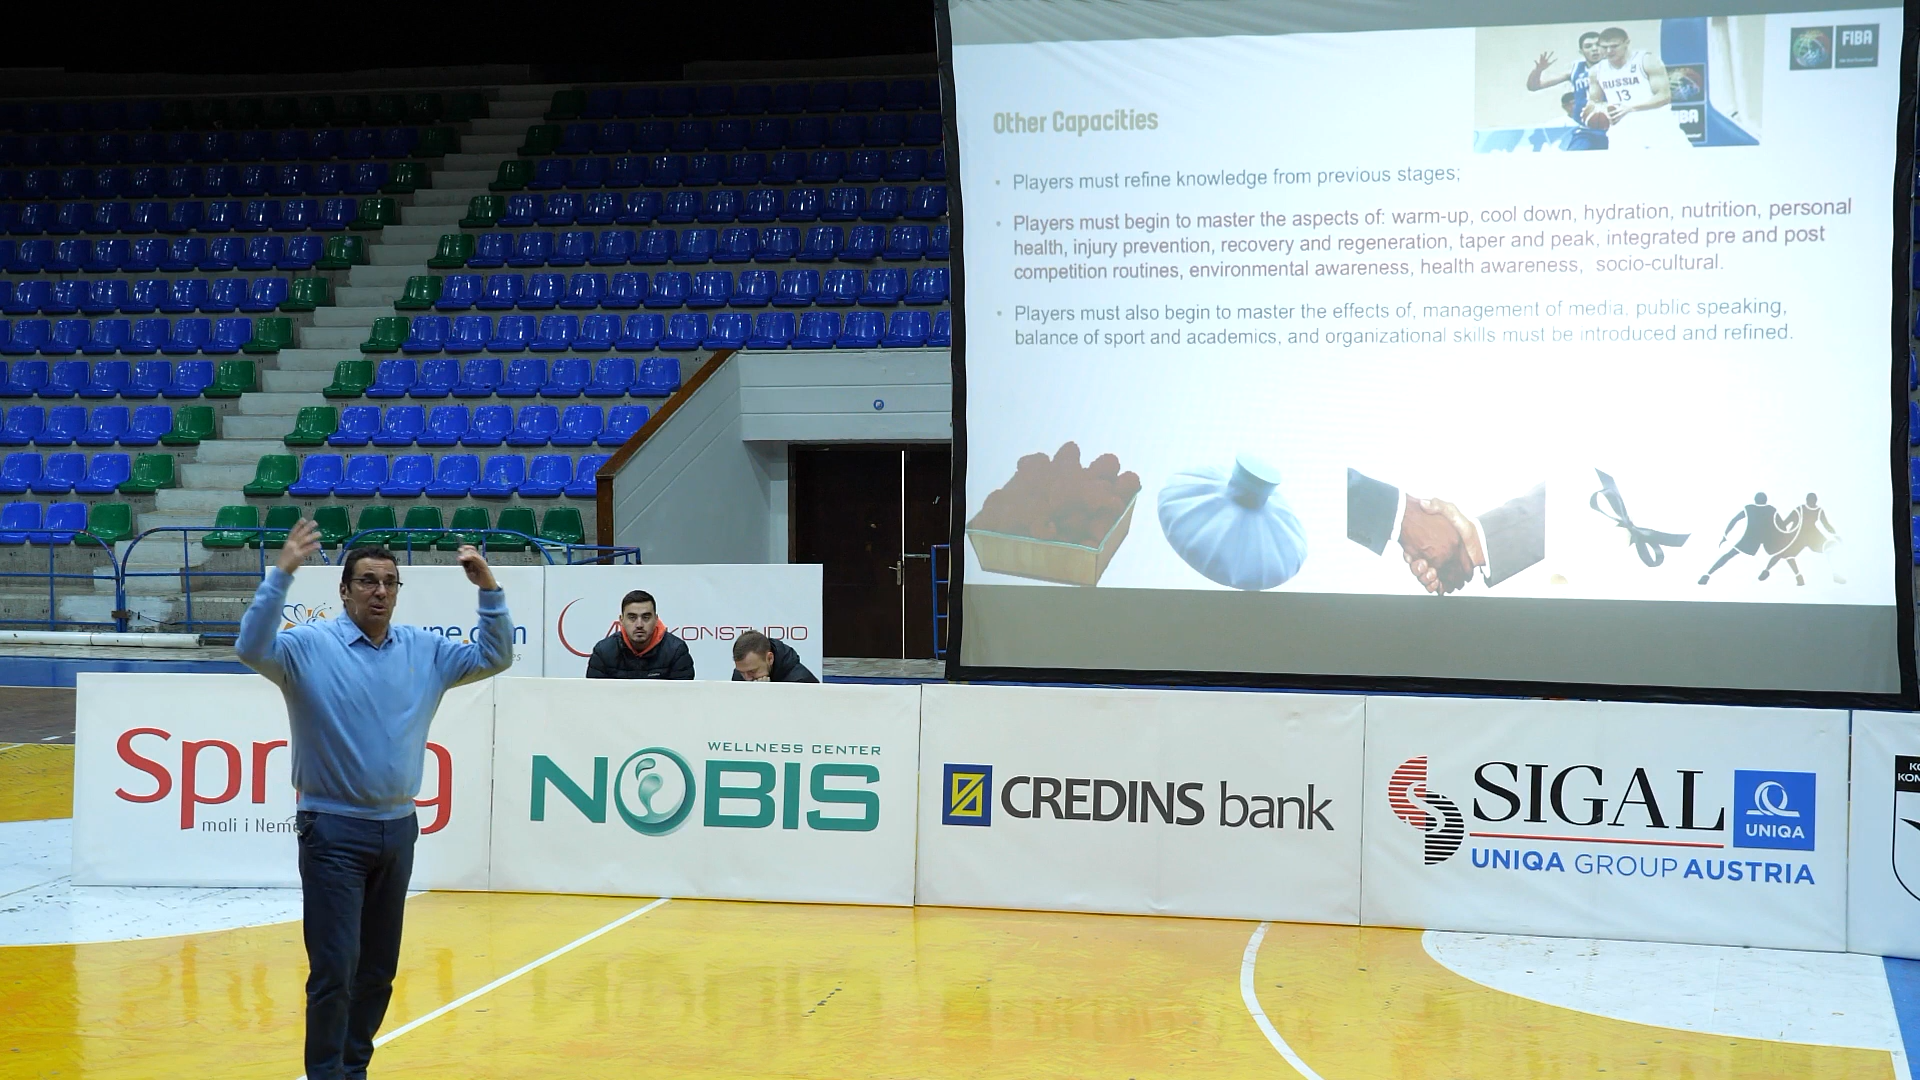 FIBA
RUSSIA
13
Other Capacities
Players must refine knowledge from previous stages;
Players must begin to master the aspects of: warm-up, cool down, hydration, nutrition, personal
health, injury prevention, recovery and regeneration, taper and peak, integrated pre and post
competition routines, environmental awareness, health awareness, socio-cultural.
Players must also begin to master the effects of, management of media, public speaking,
balance of sport and academics, and organizational skills must be introduced and refined.
KONSTUDIO
mali i
WELLNESS CENTER
NOBIS
CREDINS bank
SIGAL
UNIQA
UNIQA GROUP AUSTRIA